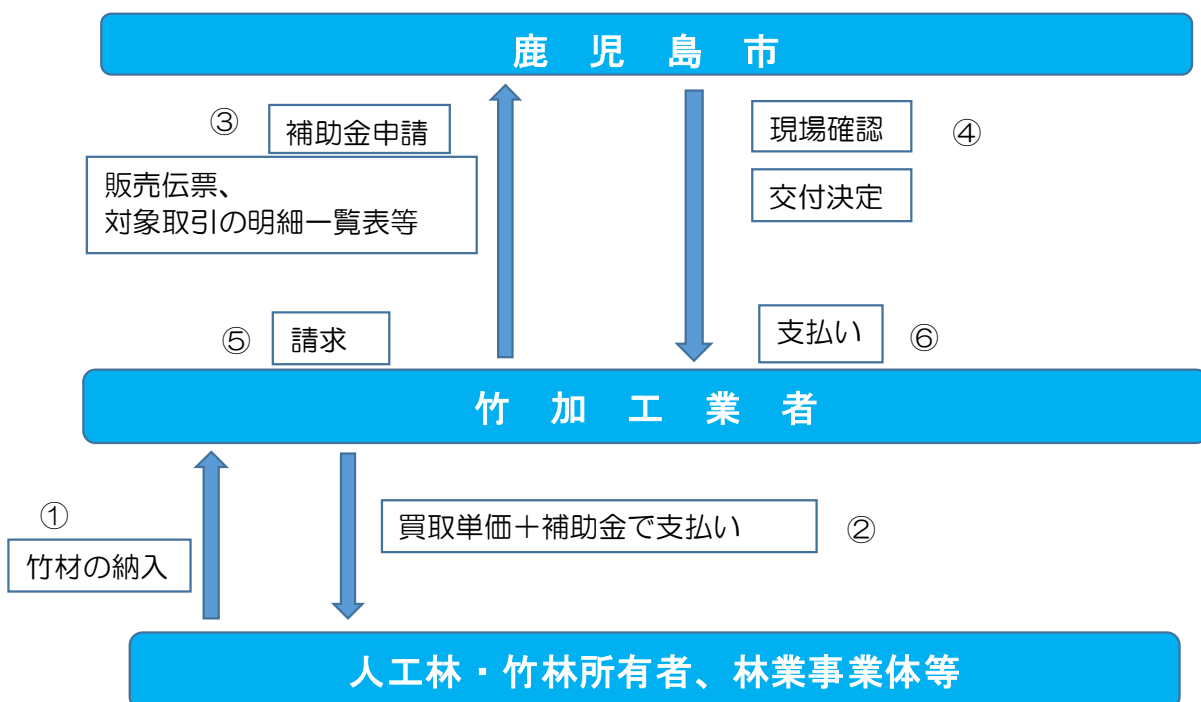 鹿児島市
③
補助金申請
販売伝票、
対象取引の明細一覧表等
現場確認
④
交付決定
⑤
請求
支払い
⑥
竹加工業者
①
竹材の納入
買取単価＋補助金で支払い
②
人工林・竹林所有者、林業事業体等